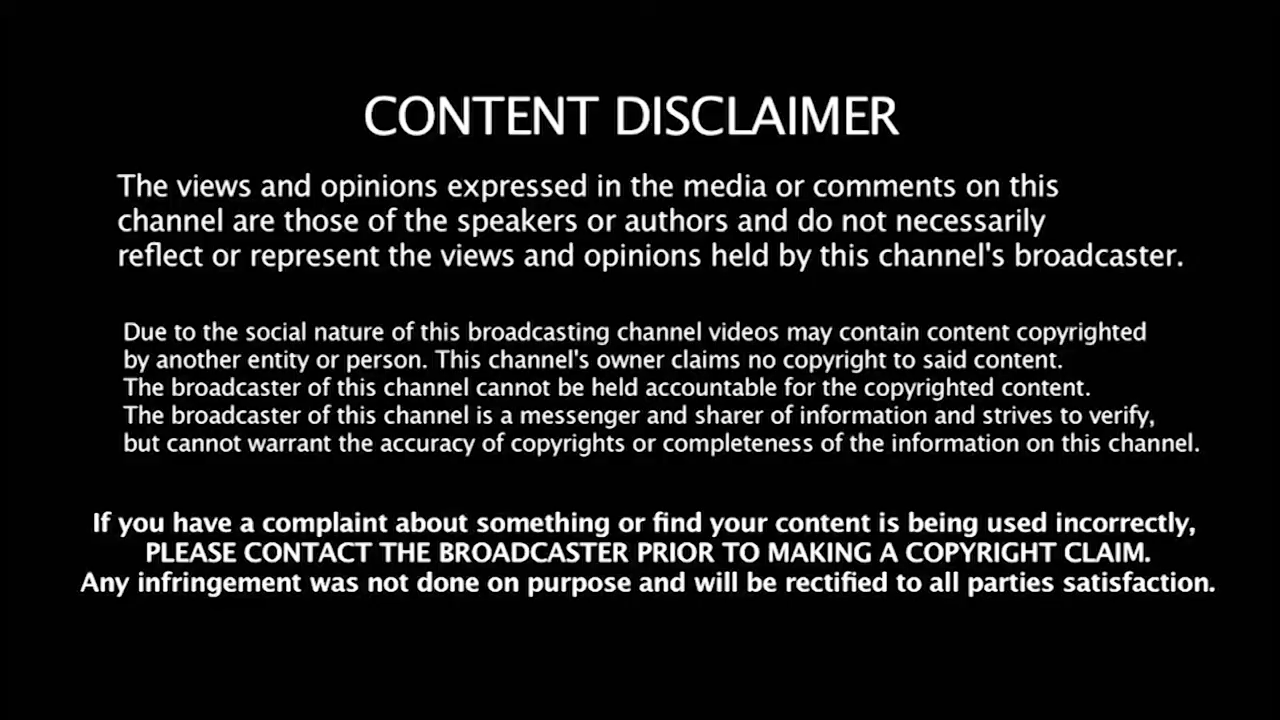 CONTENT DISCLAIMER
The views and opinions expressed in the media or comments on this
channel are those of the speakers or authors and do not necessarily
reflect or represent the views and opinions held by this channel's broadcaster.
Due to the social nature of this broadcasting channel videos may contain content copyrighted
by another entity or person. This channel's owner claims no copyright to said content.
The broadcaster of this channel cannot be held accountable for the copyrighted content.
The broadcaster of this channel is a messenger and sharer of information and strives to verify,
but cannot warrant the accuracy of copyrights or completeness of the information on this channel.
If you have a complaint about something or find your content is being used incorrectly,
PLEASE CONTACT THE BROADCASTER PRIOR TO MAKING A COPYRIGHT CLAIM.
Any infringement was not done on purpose and will be rectified to all parties satisfaction.